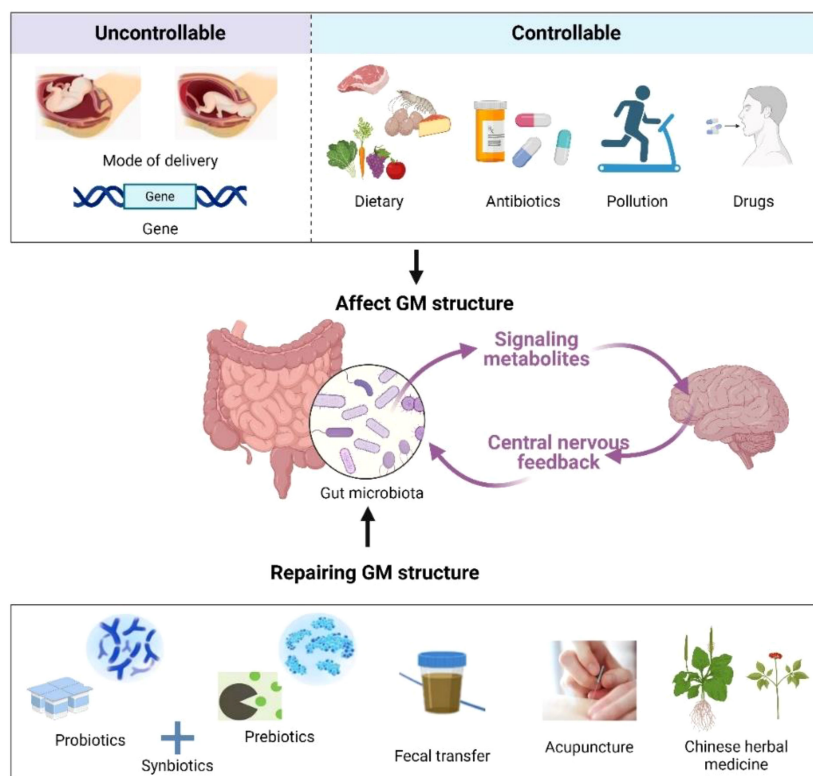 Uncontrollable
Controllable
Mode of delivery
Gene
Gene
Dietary
Antibiotics
Pollution
Drugs
Affect GM structure
Signaling
metabolites
Central nervous
feedback
Gut microbiota
Repairing GM structure
Probiotics
Synbiotics
Prebiotics
Fecal transfer
Acupuncture
Chinese herbal
medicine